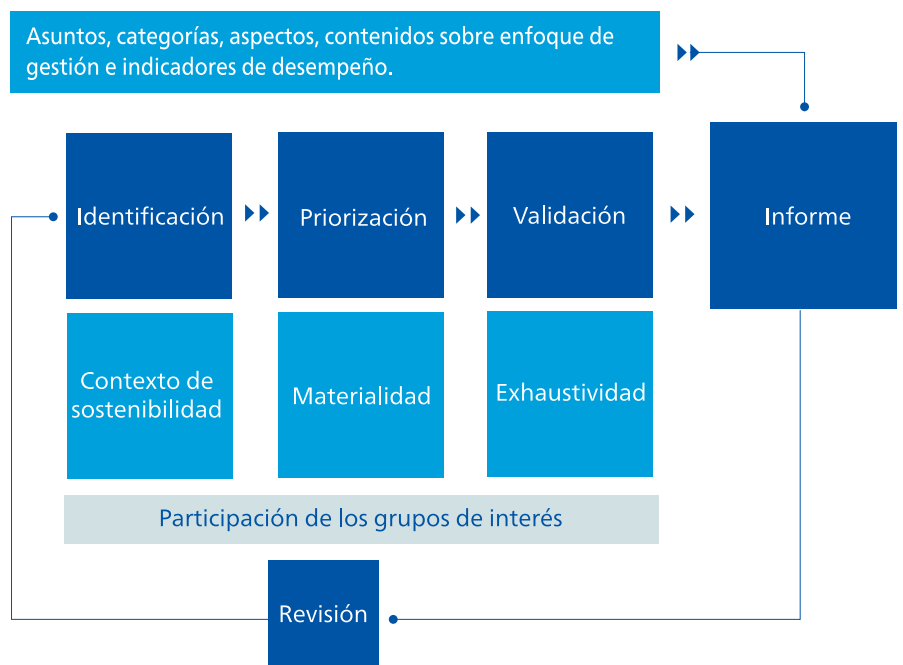 Asuntos, categorías, aspectos, contenidos sobre enfoque de
gestión e indicadores de desempeño.
Identificación
Priorización
Validación
Informe
Contexto de
sostenibilidad
Materialidad
Exhaustividad
Participación de los grupos de interés
Revisión